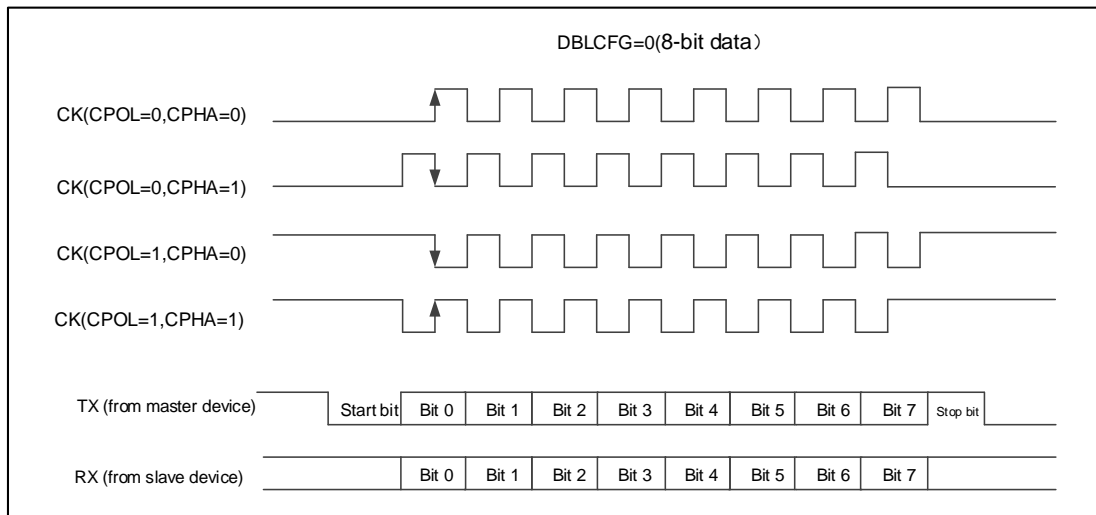 DBLCFG=0(8-bit data）
CK(CPOL=0,CPHA=0)
CK(CPOL=0,CPHA=1)
CK(CPOL=1,CPHA=0)
CK(CPOL=1,CPHA=1)
TX (from master device) Start bit Bit 0 Bit 1 Bit 2 Bit 3 Bit 4 Bit 5 Bit 6 Bit 7 Stop bit
RX (from slave device) Bit 0 Bit 1 Bit 2 Bit 3 Bit 4 Bit 5 Bit 6 Bit 7